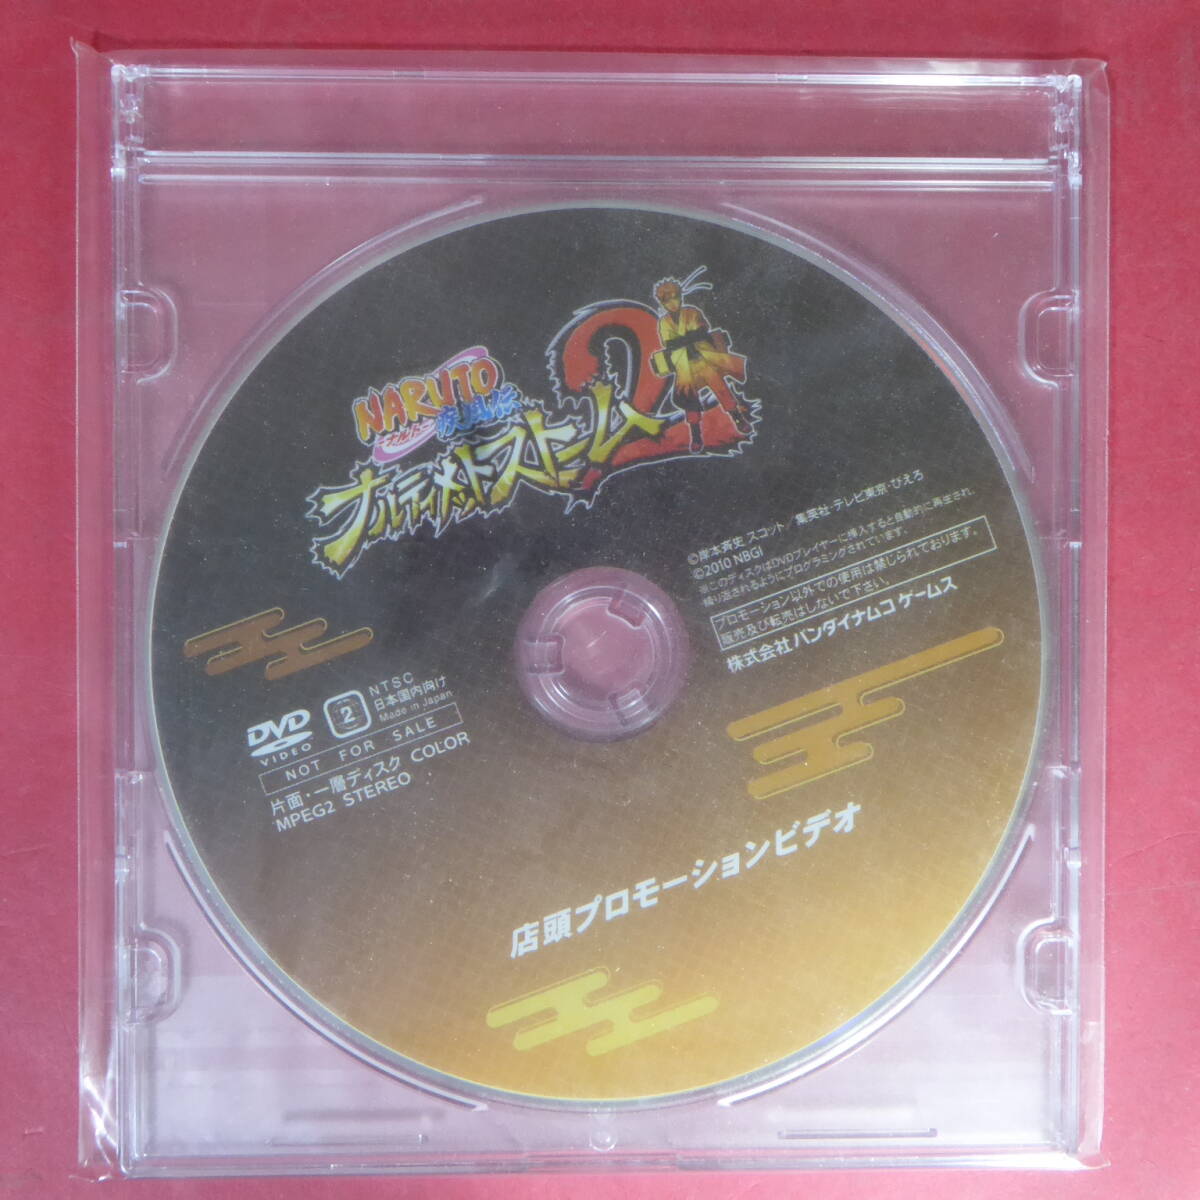 NARUTO
ーナルトー 疾風伝
ナルティメットストーム2
©岸本斉史 スコット／集英社・テレビ東京・ぴえろ
©2010 NBGI
※このディスクはDVDプレイヤーに挿入すると自動的に再生され、
繰り返されるようにプログラミングされています。
プロモーション以外での使用は禁じられております。
販売及び転売はしないで下さい。
株式会社 バンダイナムコ ゲームス
DVD
VIDEO
2
NTSC
日本国内向け
Made in Japan
NOT FOR SALE
片面・一層ディスク COLOR
MPEG2 STEREO
店頭プロモーションビデオ